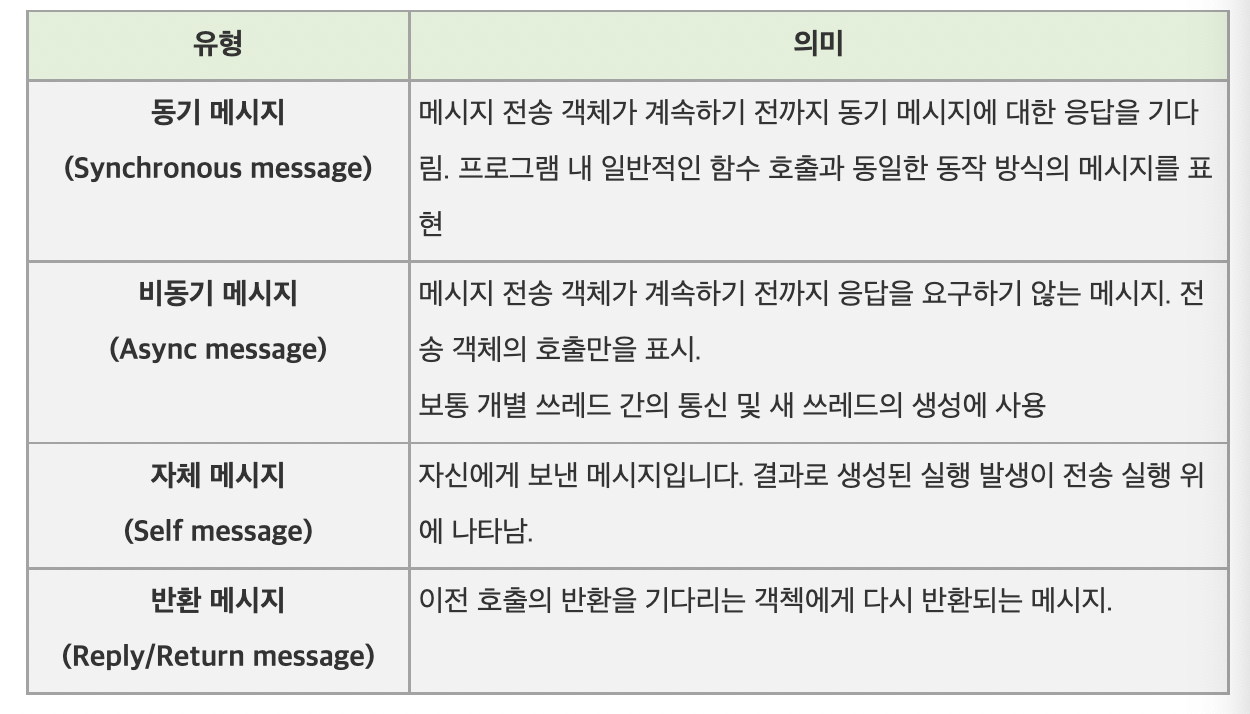 유형
의미
동기 메시지
(Synchronous message)
메시지 전송 객체가 계속하기 전까지 동기 메시지에 대한 응답을 기다
림. 프로그램 내 일반적인 함수 호출과 동일한 동작 방식의 메시지를 표
현
비동기 메시지
(Async message)
메시지 전송 객체가 계속하기 전까지 응답을 요구하기 않는 메시지. 전
송 객체의 호출만을 표시.
보통 개별 쓰레드 간의 통신 및 새 쓰레드의 생성에 사용
자체 메시지
(Self message)
자신에게 보낸 메시지입니다. 결과로 생성된 실행 발생이 전송 실행 위
에 나타남.
반환 메시지
(Reply/Return message)
이전 호출의 반환을 기다리는 객첵에게 다시 반환되는 메시지.